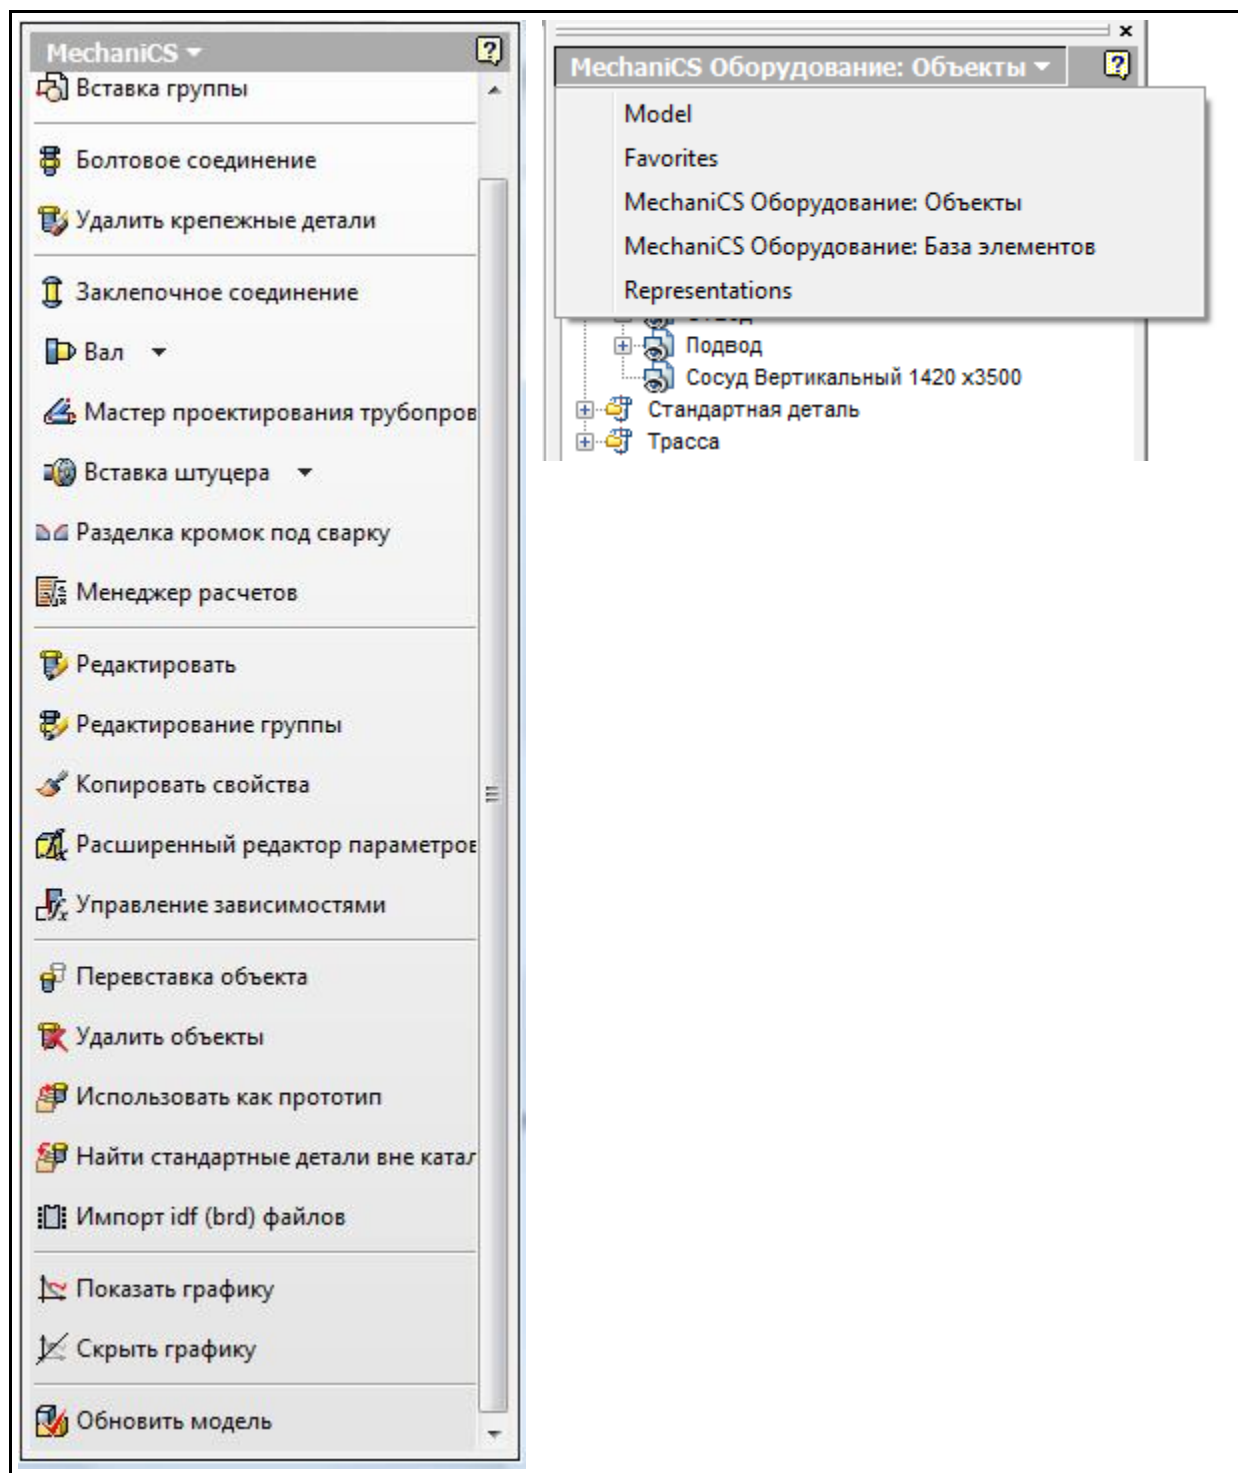 MechaniCS
Вставка группы
Болтовое соединение
Удалить крепежные детали
Заклепочное соединение
Вал
Мастер проектирования трубопров
Вставка штуцера
Разделка кромок под сварку
Менеджер расчетов
Редактировать
Редактирование группы
Копировать свойства
Расширенный редактор параметров
Управление зависимостями
Перевставка объекта
Удалить объекты
Использовать как прототип
Найти стандартные детали вне катал
Импорт idf (brd) файлов
Показать графику
Скрыть графику
Обновить модель
MechaniCS Оборудование: Объекты
Model
Favorites
MechaniCS Оборудование: Объекты
MechaniCS Оборудование: База элементов
Representations
Подвод
Сосуд Вертикальный 1420 x3500
Стандартная деталь
Трасса